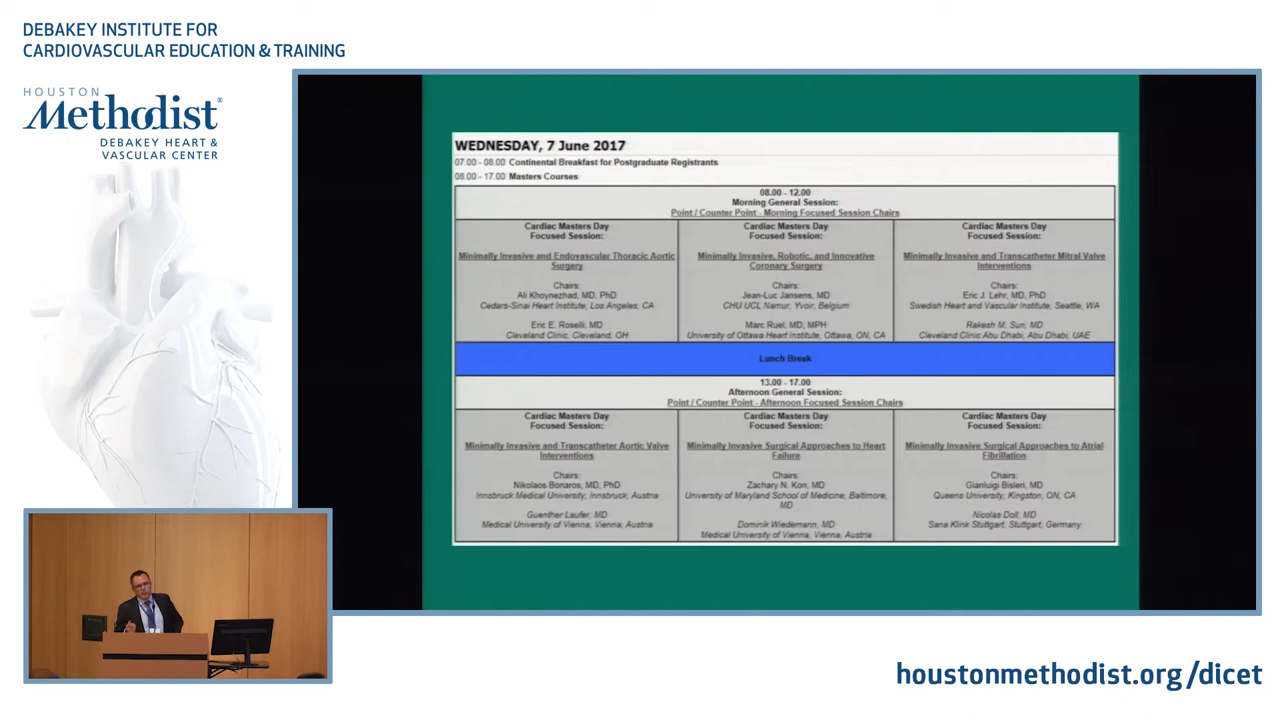 DEBAKEY INSTITUTE FOR
CARDIOVASCULAR EDUCATION & TRAINING
HOUSTON
Methodist®
DEBAKEY HEART &
VASCULAR CENTER
WEDNESDAY, 7 June 2017
07.00 - 08.00 Continental Breakfast for Postgraduate Registrants
08.00 - 17.00 Masters Courses
08.00 - 12.00
Morning General Session:
Point / Counter Point - Morning Focused Session Chairs
Cardiac Masters Day
Focused Session:
Minimally Invasive and Endovascular Thoracic Aortic
Surgery
Chairs:
Ali Khoynezhad, MD, PhD
Cedars-Sinai Heart Institute, Los Angeles, CA
Eric E. Roselli, MD
Cleveland Clinic, Cleveland, OH
Cardiac Masters Day
Focused Session:
Minimally Invasive, Robotic, and Innovative
Coronary Surgery
Chairs:
Jean-Luc Jansens, MD
CHU UCL Namur, Yvoir, Belgium
Marc Ruel, MD, MPH
University of Ottawa Heart Institute, Ottawa, ON, CA
Cardiac Masters Day
Focused Session:
Minimally Invasive and Transcatheter Mitral Valve
Interventions
Chairs:
Eric J. Lehr, MD, PhD
Swedish Heart and Vascular Institute, Seattle, WA
Rakesh M. Suri, MD
Cleveland Clinic Abu Dhabi, Abu Dhabi, UAE
Lunch Break
13.00 - 17.00
Afternoon General Session:
Point / Counter Point - Afternoon Focused Session Chairs
Cardiac Masters Day
Focused Session:
Minimally Invasive and Transcatheter Aortic Valve
Interventions
Chairs:
Nikolaos Bonaros, MD, PhD
Innsbruck Medical University, Innsbruck, Austria
Guenther Laufer, MD
Medical University of Vienna, Vienna, Austria
Cardiac Masters Day
Focused Session:
Minimally Invasive Surgical Approaches to Heart
Failure
Chairs:
Zachary N. Kon, MD
University of Maryland School of Medicine, Baltimore,
MD
Dominik Wiedemann, MD
Medical University of Vienna, Vienna, Austria
Cardiac Masters Day
Focused Session:
Minimally Invasive Surgical Approaches to Atrial
Fibrillation
Chairs:
Gianluigi Bisleri, MD
Queens University, Kingston, ON, CA
Nicolas Doll, MD
Sana Klink Stuttgart, Stuttgart, Germany
houstonmethodist.org/dicet